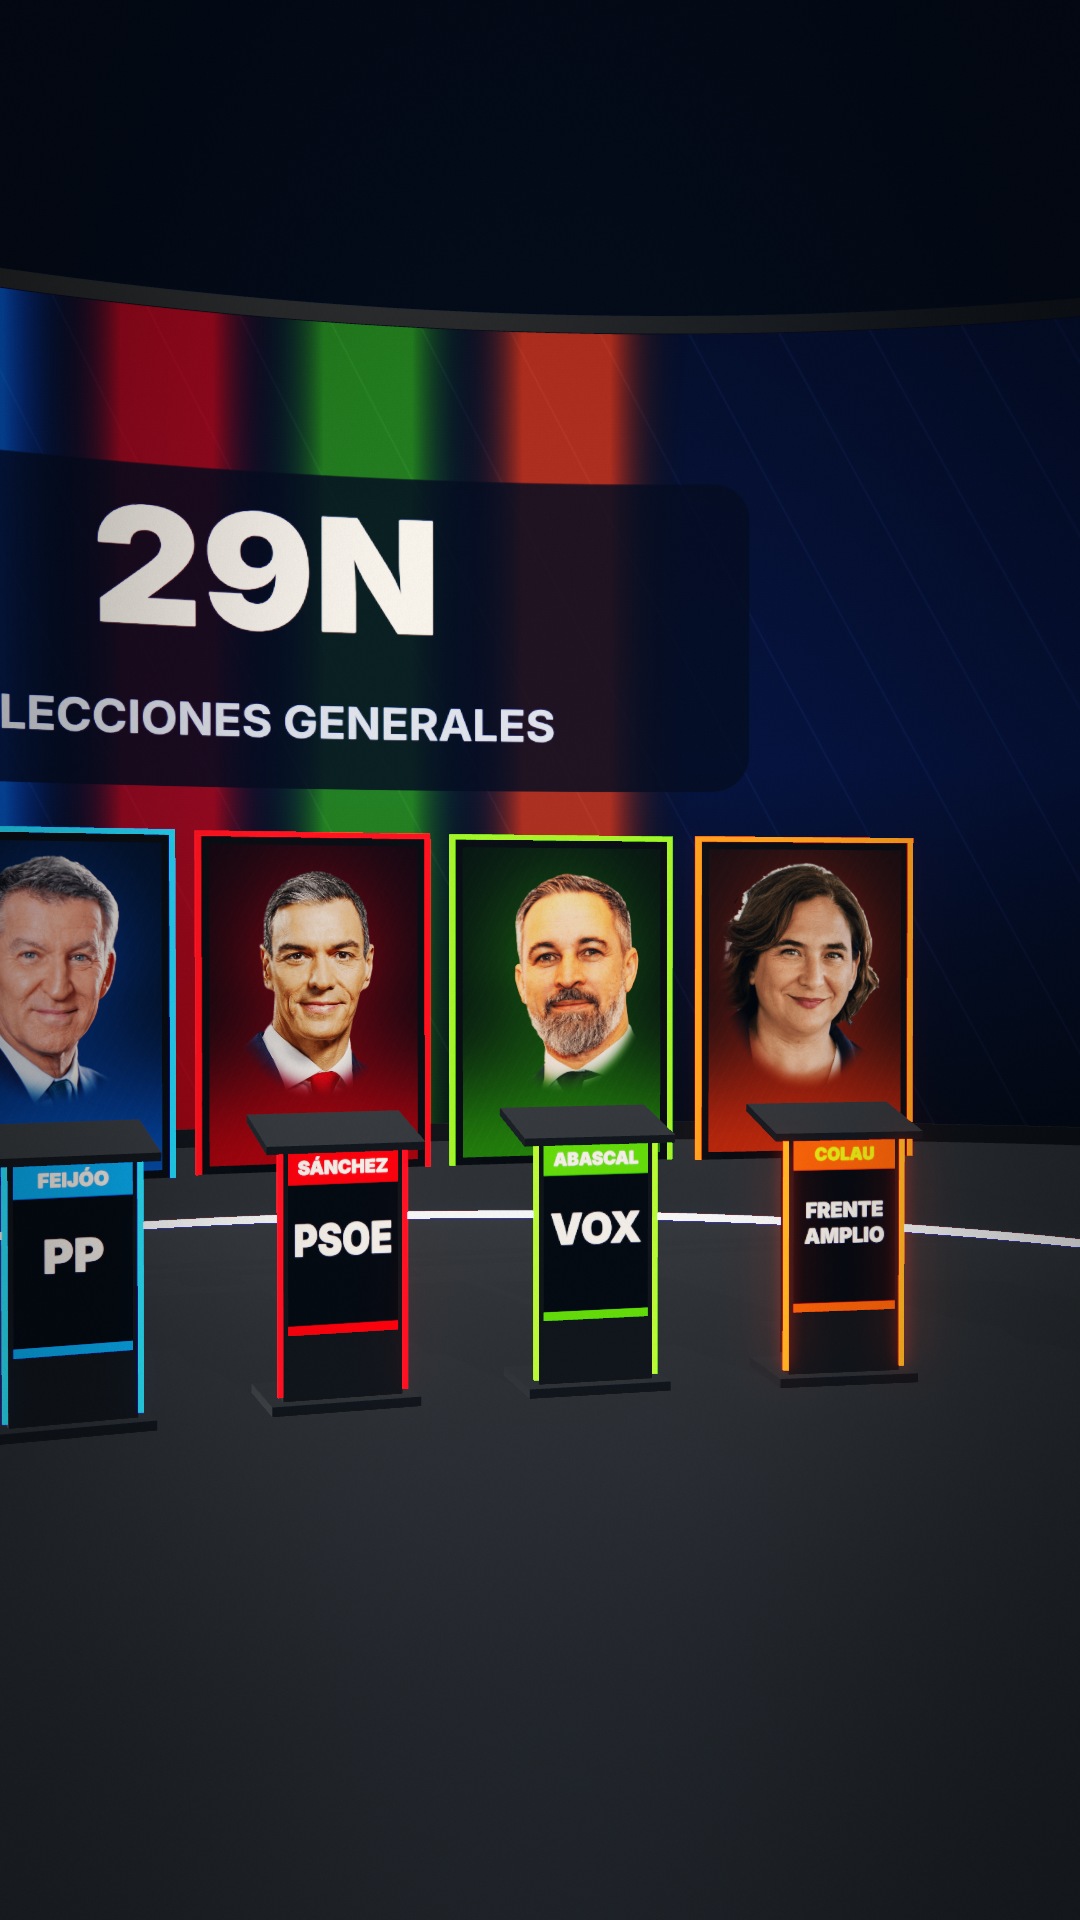 29N
LECCIONES GENERALES
FEIJÓO
PP
SÁNCHEZ
PSOE
ABASCAL
VOX
COLAU
FRENTE
AMPLIO